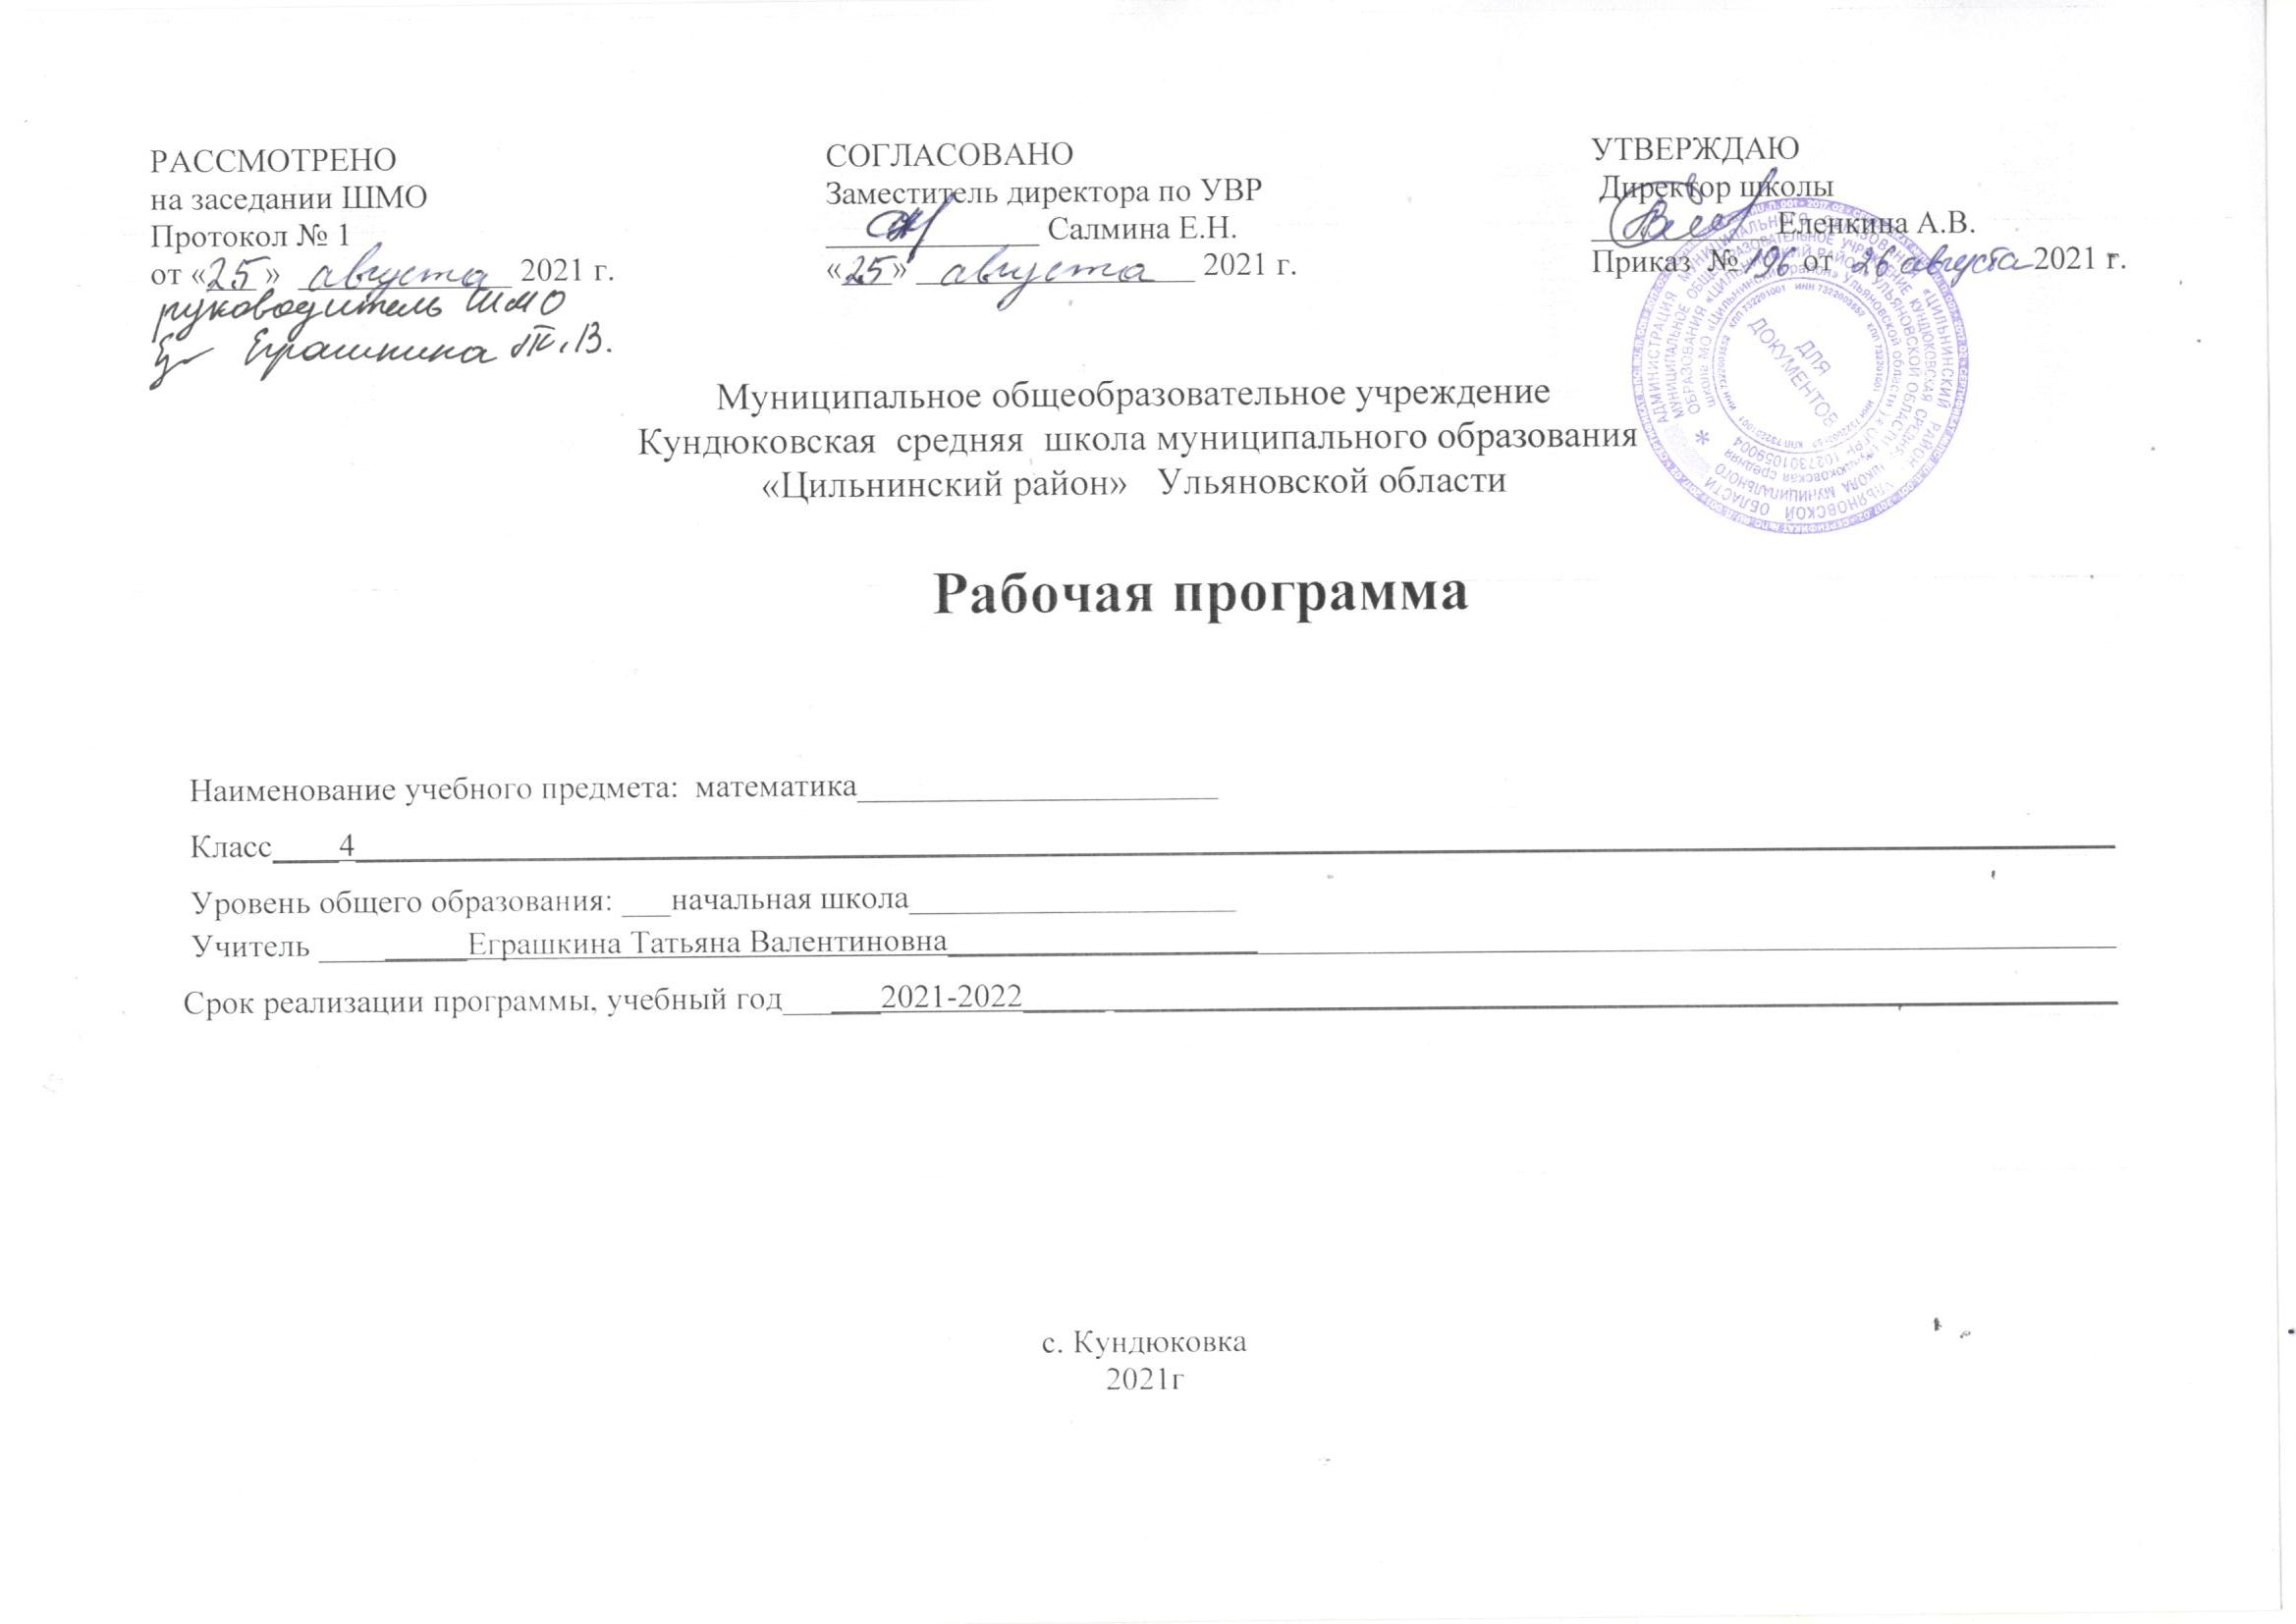 РАССМОТРЕНО
на заседании ШМО
Протокол № 1
от «25» августа 2021 г.
руководитель ШМО
Еграшкина Т.В.
СОГЛАСОВАНО
Заместитель директора по УВР
______________ Салмина Е.Н.
«25» августа 2021 г.
УТВЕРЖДАЮ
Директор школы
____________ Еленкина А.В.
Приказ № 196 от 26 августа 2021 г.
ДЛЯ
ДОКУМЕНТОВ
Муниципальное общеобразовательное учреждение
Кундюковская средняя школа муниципального образования
«Цильнинский район» Ульяновской области
Рабочая программа
Наименование учебного предмета: математика
Класс 4
Уровень общего образования: начальная школа
Учитель Еграшкина Татьяна Валентиновна
Срок реализации программы, учебный год 2021-2022
с. Кундюковка
2021г